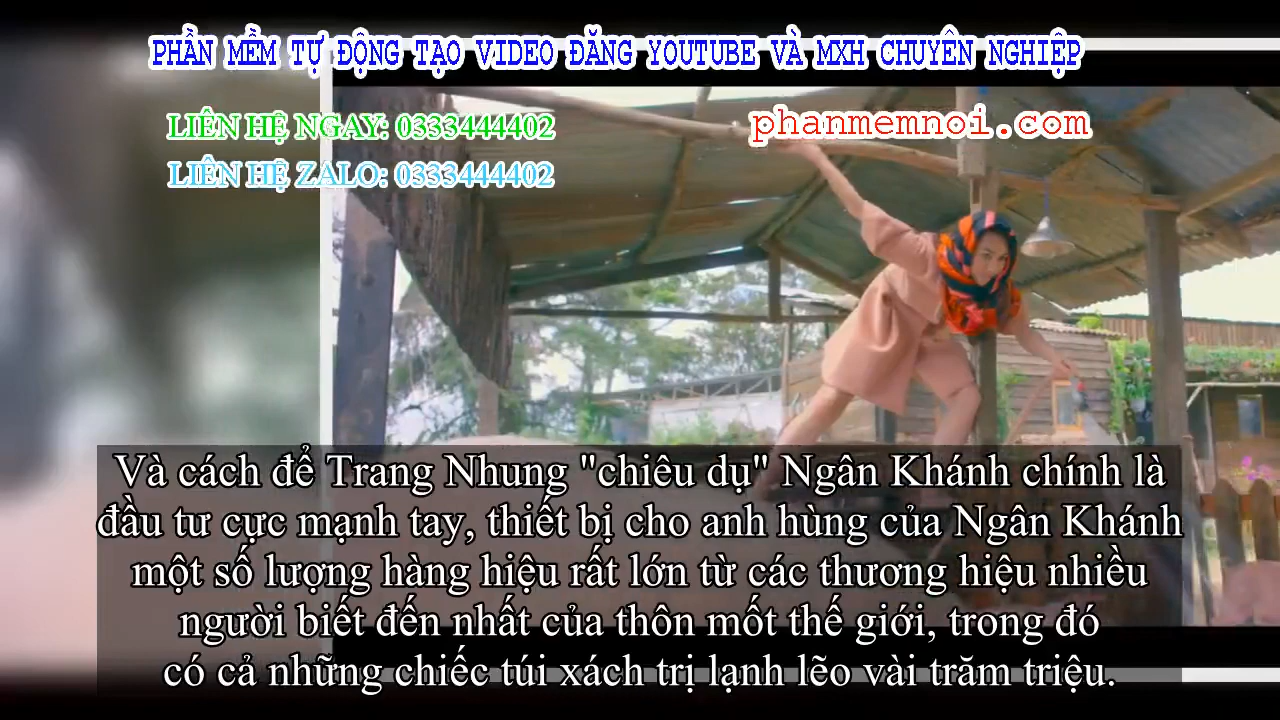 PHẦN MỀM TỰ ĐỘNG TẠO VIDEO ĐĂNG YOUTUBE VÀ MXH CHUYÊN NGHIỆP
LIÊN HỆ NGAY: 0333444402
phanmemnoi.com
LIÊN HỆ ZALO: 0333444402
Và cách để Trang Nhung "chiêu dụ" Ngân Khánh chính là
đầu tư cực mạnh tay, thiết bị cho anh hùng của Ngân Khánh
một số lượng hàng hiệu rất lớn từ các thương hiệu nhiều
người biết đến nhất của thôn mốt thế giới, trong đó
có cả những chiếc túi xách trị lạnh lẽo vài trăm triệu.